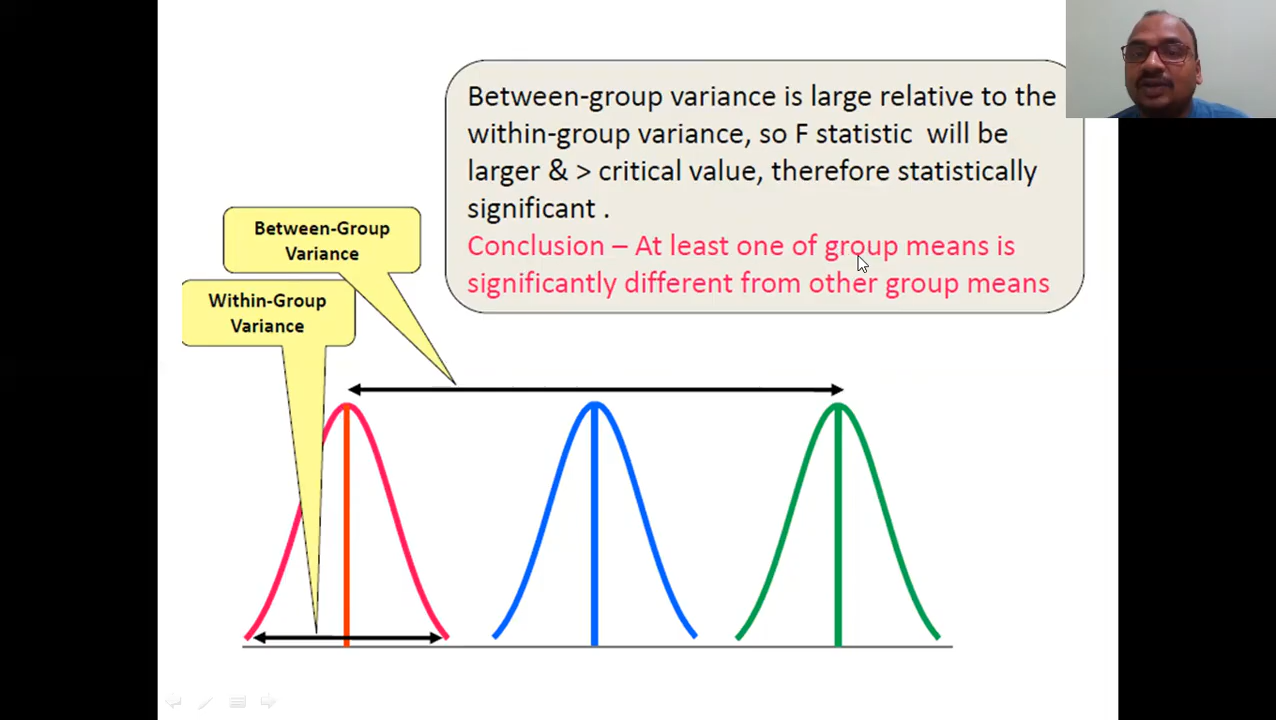 Between-group variance is large relative to the
within-group variance, so F statistic will be
larger & > critical value, therefore statistically
significant .
Conclusion – At least one of group means is
significantly different from other group means
Between-Group
Variance
Within-Group
Variance